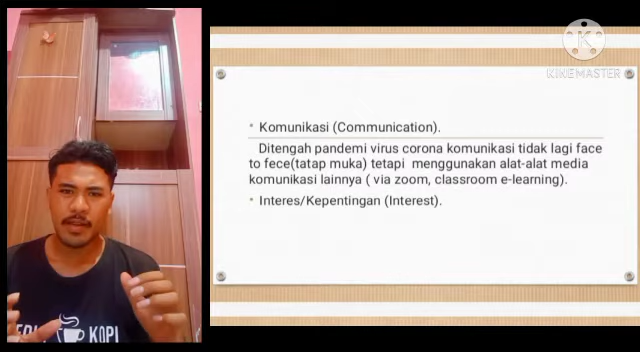 KINEMASTER
• Komunikasi (Communication).
Ditengah pandemi virus corona komunikasi tidak lagi face
to fece(tatap muka) tetapi menggunakan alat-alat media
komunikasi lainnya ( via zoom, classroom e-learning).
• Interes/Kepentingan (Interest).
KOPI